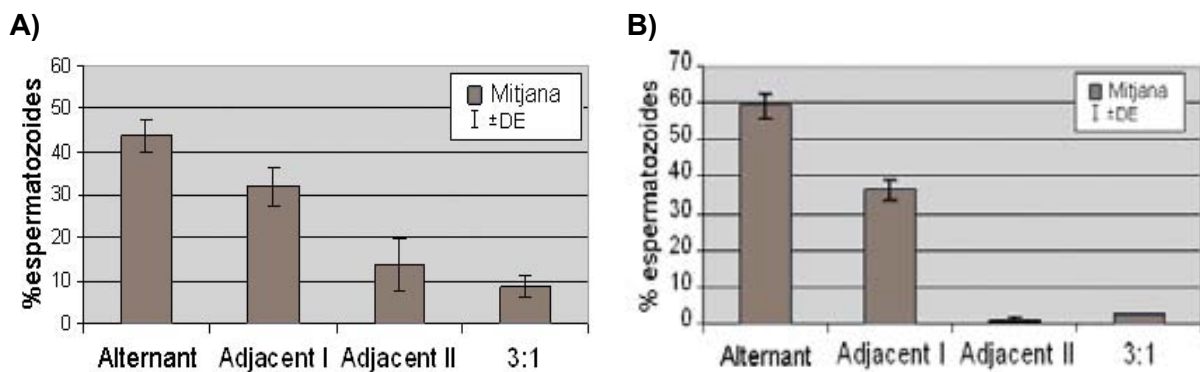 A)
%espermatozoides
60
50
40
30
20
10
0
Mitjana
±DE
Alternant Adjacent I Adjacent II 3:1
B)
% espermatozoides
70
60
50
40
30
20
10
0
Mitjana
±DE
Alternant Adjacent I Adjacent II 3:1